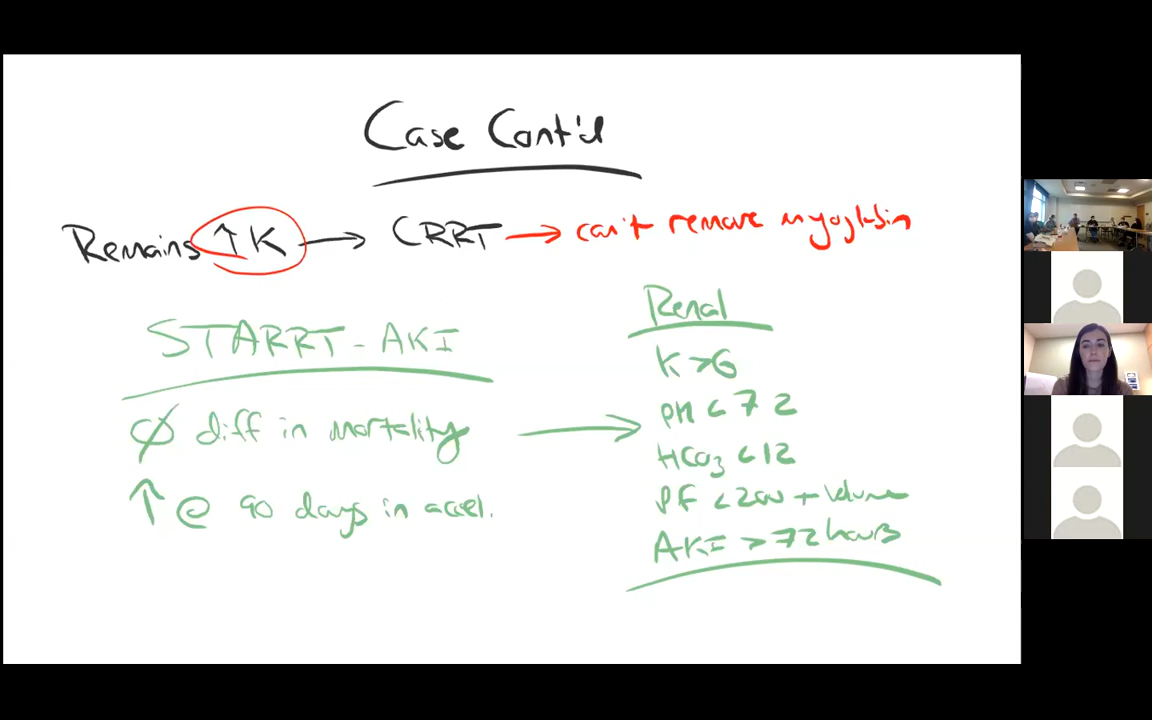 Case Cont'd
Remains ↑K → CRRT → can't remove myoglobin
STARRT-AKI
Ø diff in mortality →
↑ @ 90 days in accel.
Renal
K >6
pH < 7 2
HCO3 <12
PF <200 + Volume
AKI > 72 hours